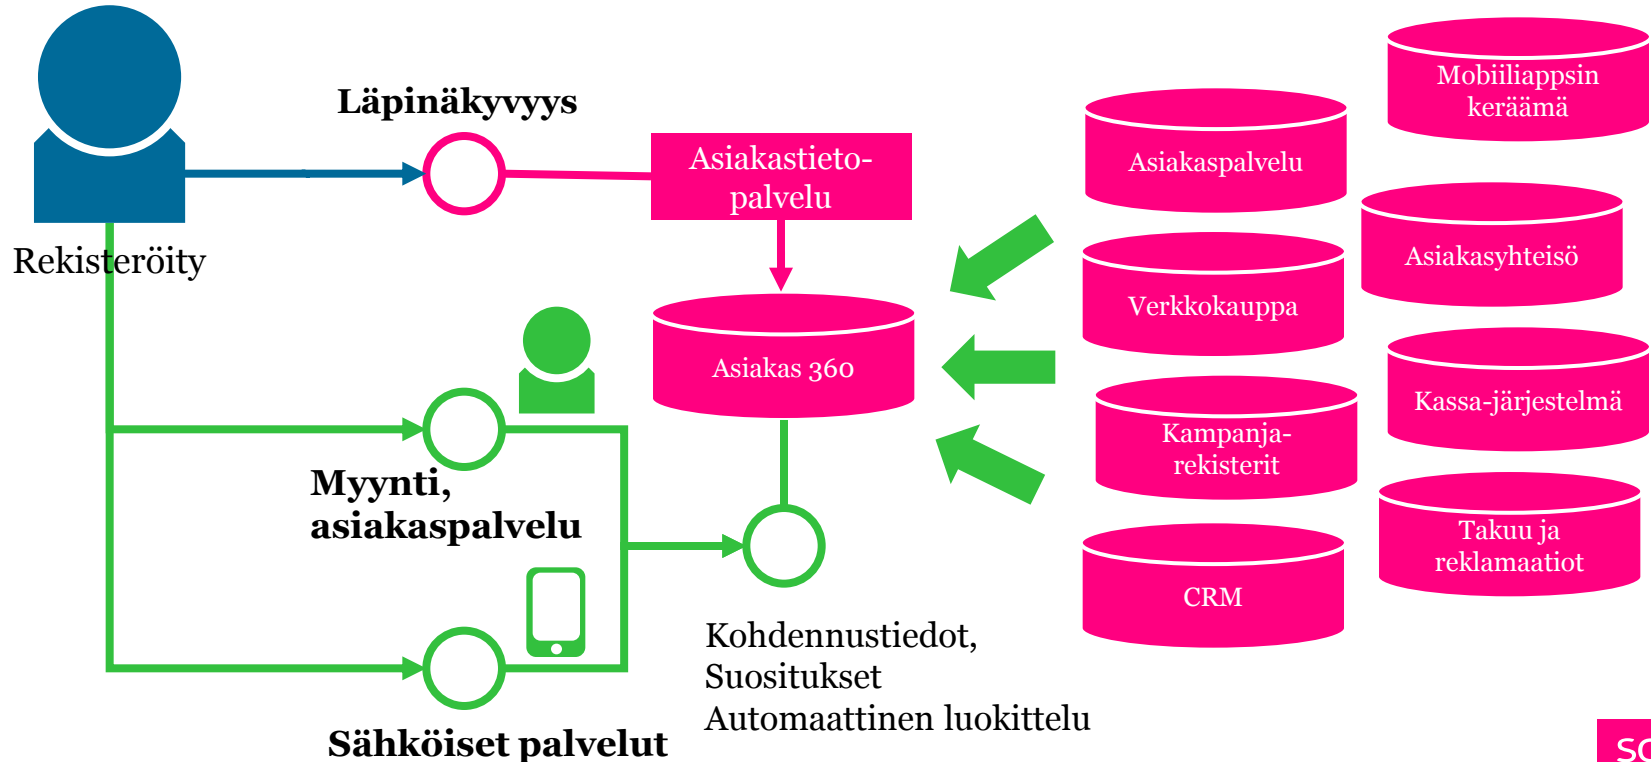 Läpinäkyvyys
Rekisteröity
Asiakastieto-
palvelu
Asiakas 360
Myynti,
asiakaspalvelu
Sähköiset palvelut
Kohdennustiedot,
Suositukset
Automaattinen luokittelu
Asiakaspalvelu
Verkkokauppa
Kampanja-
rekisterit
CRM
Mobiiliappsin
keräämä
Asiakasyhteisö
Kassa-järjestelmä
Takuu ja
reklamaatiot